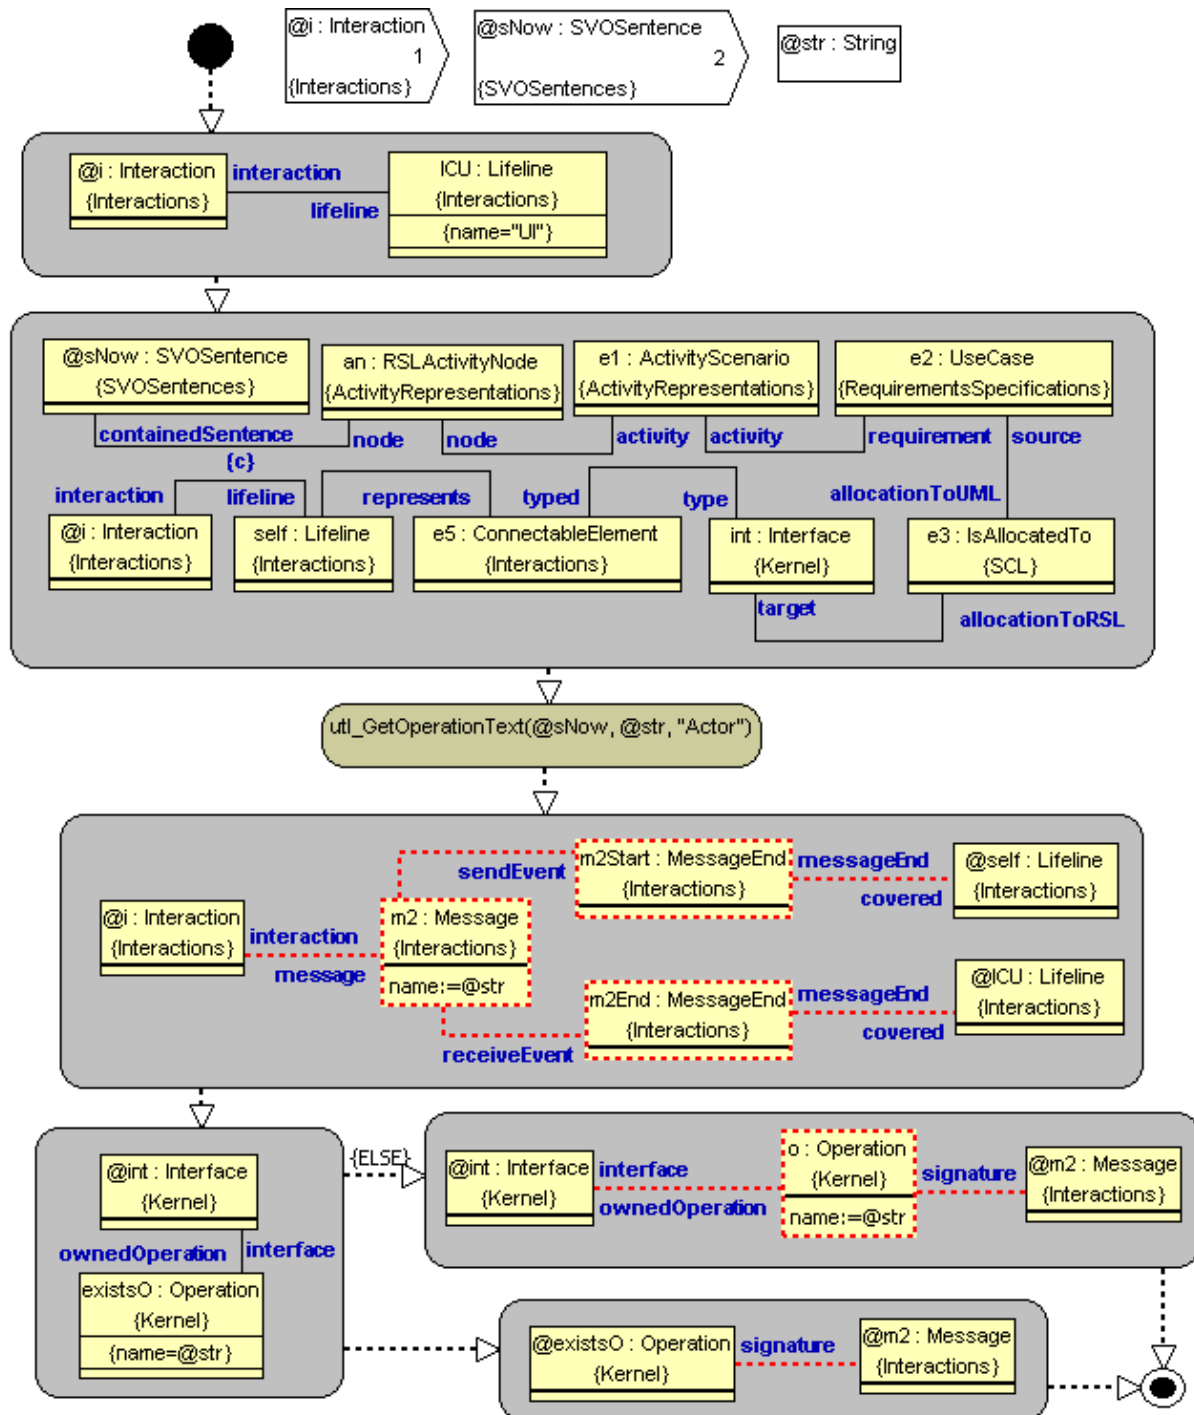 @i : Interaction
1
{Interactions}
@sNow : SVOSentence
2
{SVOSentences}
@str : String
@i : Interaction
{Interactions}
interaction
lifeline
ICU : Lifeline
{Interactions}
{name="UI"}
@sNow : SVOSentence
{SVOSentences}
an : RSLActivityNode
{ActivityRepresentations}
e1 : ActivityScenario
{ActivityRepresentations}
e2 : UseCase
{RequirementsSpecifications}
containedSentence
{c}
node
node
activity
activity
requirement
source
interaction
lifeline
represents
typed
type
allocationToUML
@i : Interaction
{Interactions}
self : Lifeline
{Interactions}
e5 : ConnectableElement
{Interactions}
int : Interface
{Kernel}
e3 : IsAllocatedTo
{SCL}
target
allocationToRSL
utl_GetOperationText(@sNow, @str, "Actor")
sendEvent
m2Start : MessageEnd
{Interactions}
messageEnd
covered
@self : Lifeline
{Interactions}
@i : Interaction
{Interactions}
interaction
message
m2 : Message
{Interactions}
name:=@str
receiveEvent
m2End : MessageEnd
{Interactions}
messageEnd
covered
@ICU : Lifeline
{Interactions}
@int : Interface
{Kernel}
ownedOperation
interface
existsO : Operation
{Kernel}
{name=@str}
{ELSE}
@int : Interface
{Kernel}
interface
ownedOperation
o : Operation
{Kernel}
name:=@str
signature
@m2 : Message
{Interactions}
@existsO : Operation
{Kernel}
signature
@m2 : Message
{Interactions}